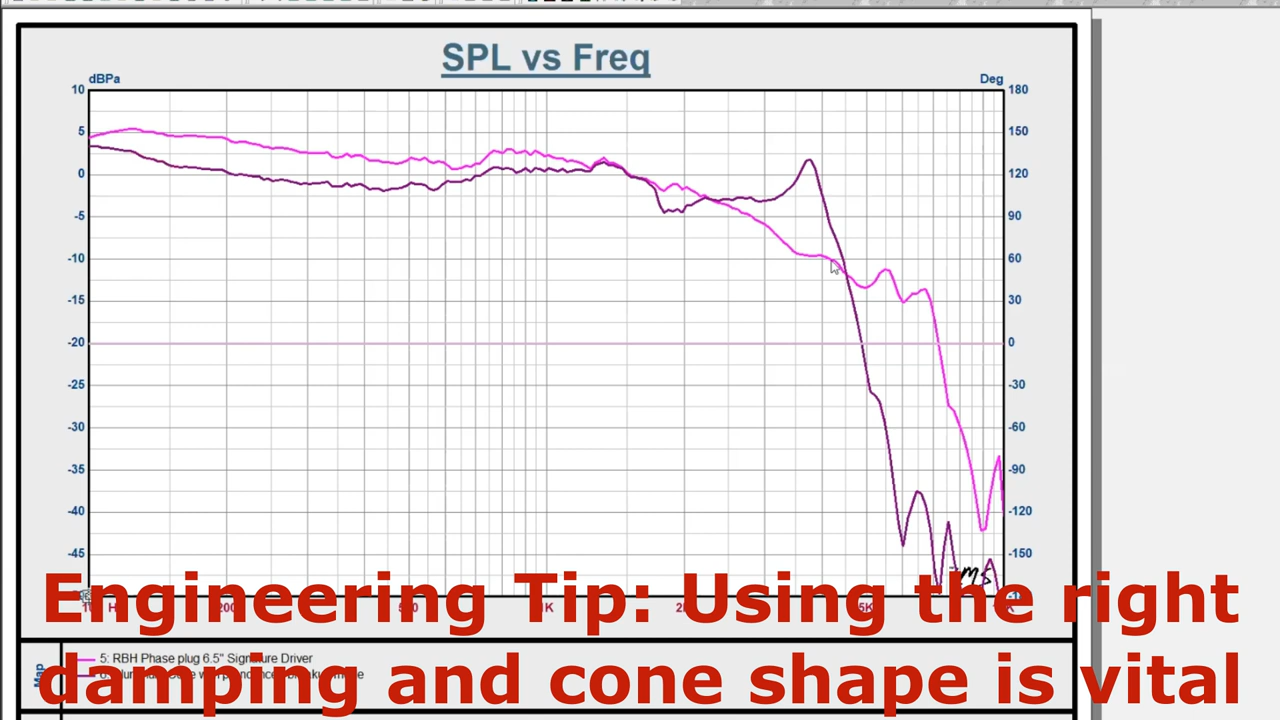 SPL vs Freq
dBPa Deg
10 180
5 150
0 120
-5 90
-10 60
-15 30
-20 0
-25 -30
-30 -60
-35 -90
-40 -120
-45 -150
Engineering Tip: Using the right
damping and cone shape is vital
Map
5: RBH Phase plug 6.5" Signature Driver